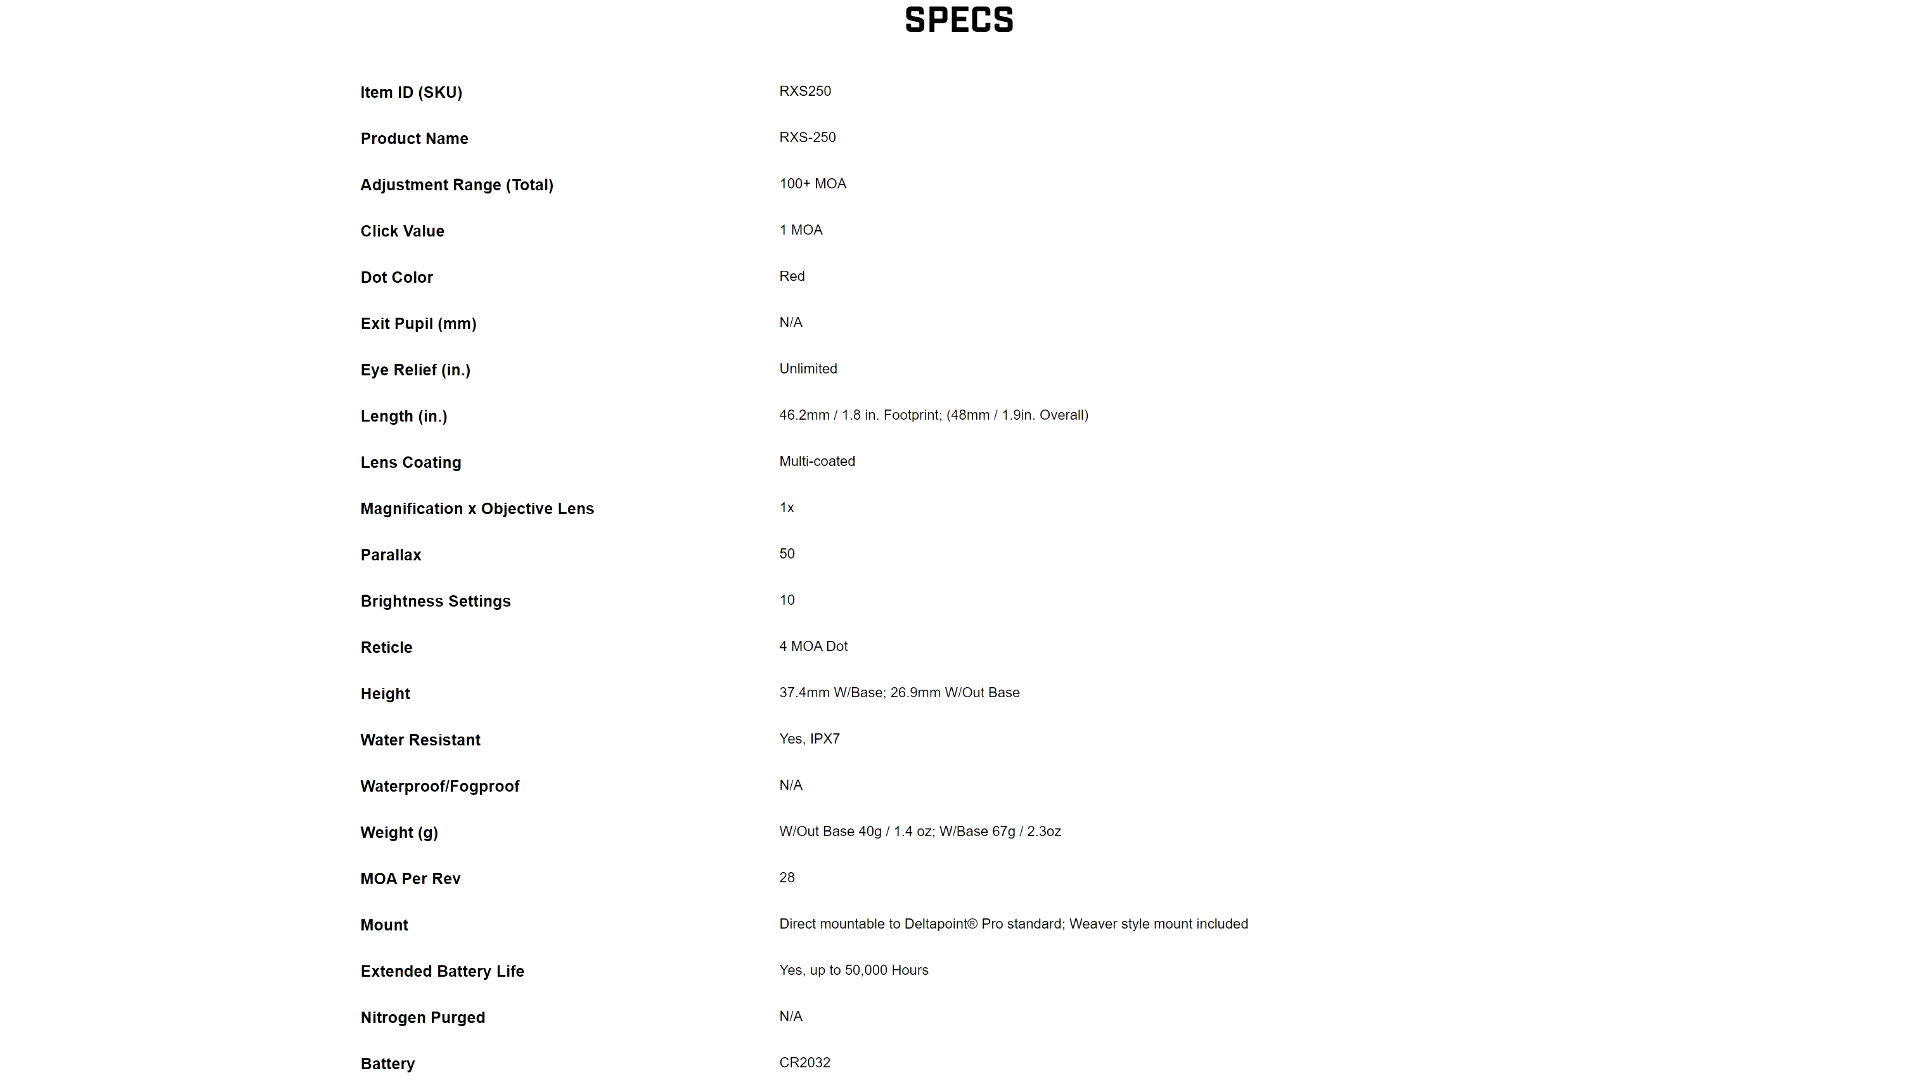 SPECS
Item ID (SKU) RXS250
Product Name RXS-250
Adjustment Range (Total) 100+ MOA
Click Value 1 MOA
Dot Color Red
Exit Pupil (mm) N/A
Eye Relief (in.) Unlimited
Length (in.) 46.2mm / 1.8 in. Footprint; (48mm / 1.9in. Overall)
Lens Coating Multi-coated
Magnification x Objective Lens 1x
Parallax 50
Brightness Settings 10
Reticle 4 MOA Dot
Height 37.4mm W/Base; 26.9mm W/Out Base
Water Resistant Yes, IPX7
Waterproof/Fogproof N/A
Weight (g) W/Out Base 40g / 1.4 oz; W/Base 67g / 2.3oz
MOA Per Rev 28
Mount Direct mountable to Deltapoint® Pro standard; Weaver style mount included
Extended Battery Life Yes, up to 50,000 Hours
Nitrogen Purged N/A
Battery CR2032